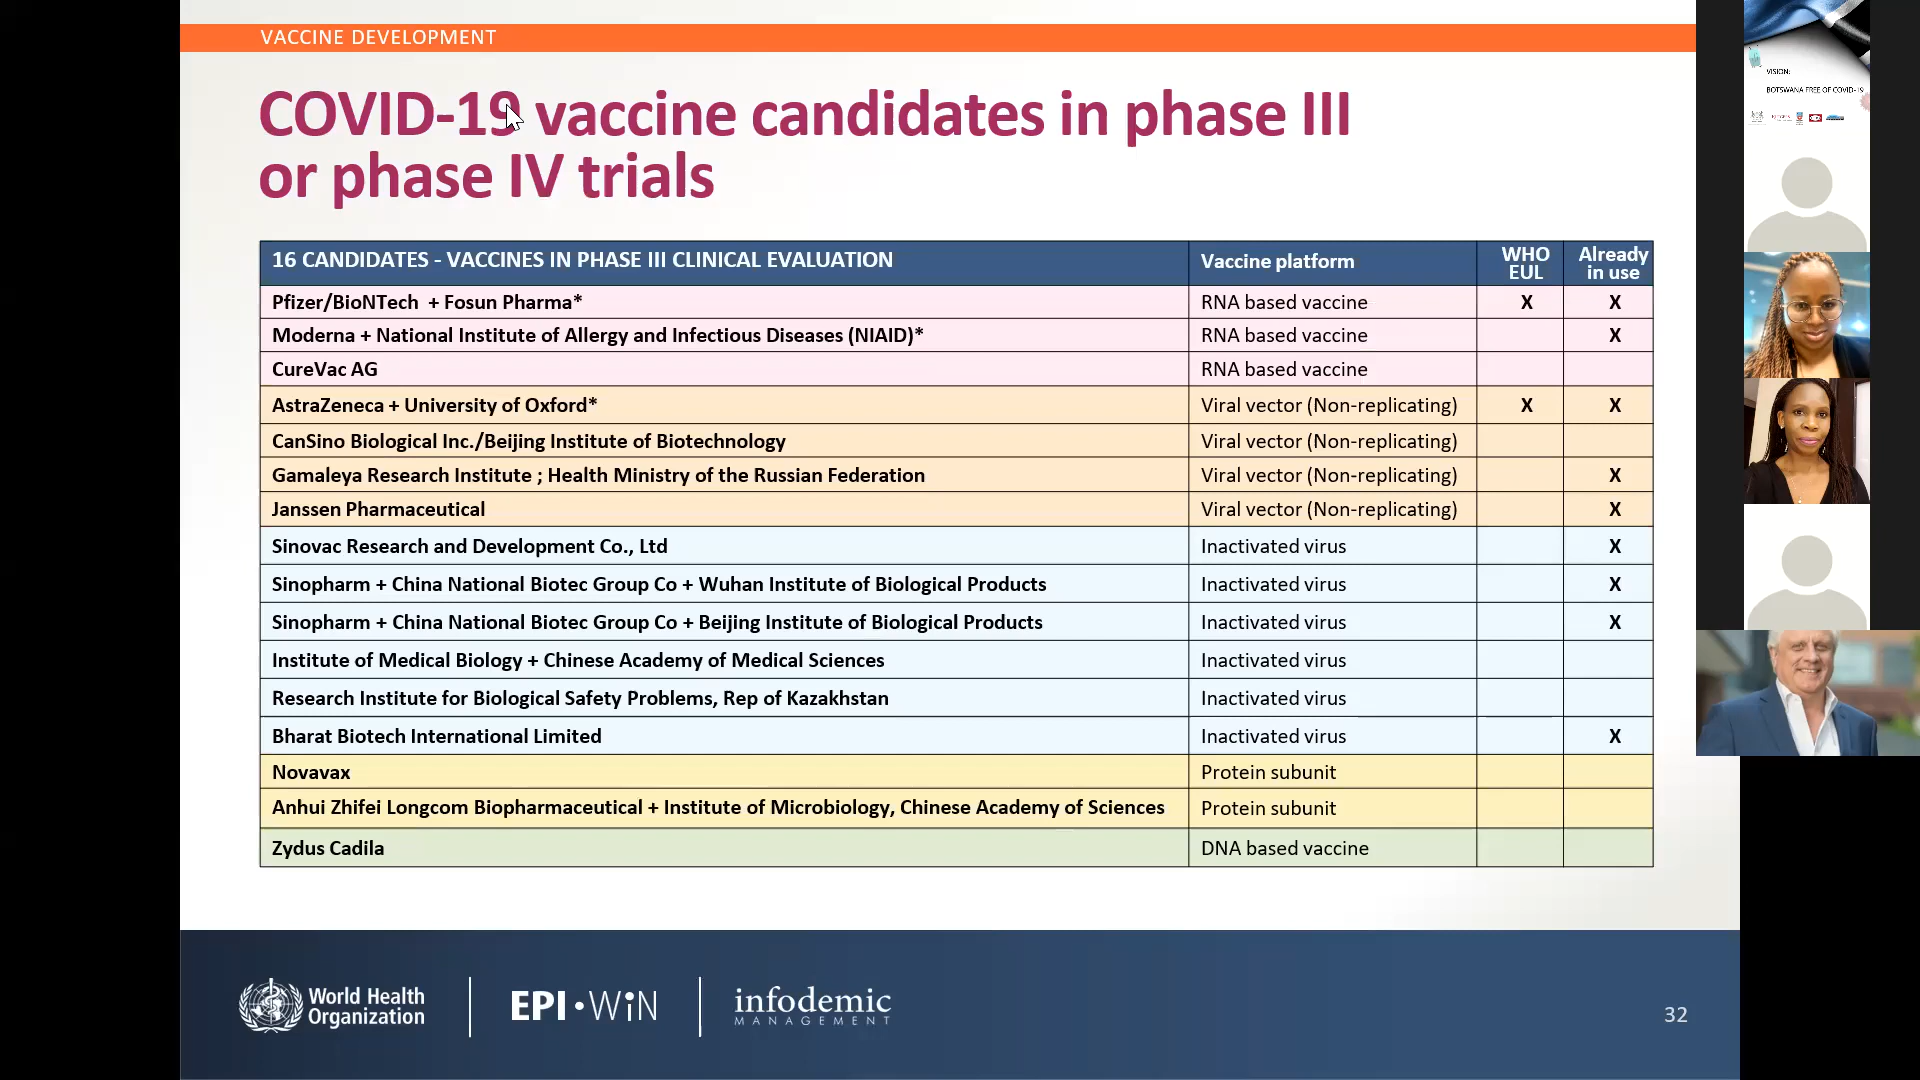 VACCINE DEVELOPMENT
COVID-19 vaccine candidates in phase III
or phase IV trials
16 CANDIDATES - VACCINES IN PHASE III CLINICAL EVALUATION Vaccine platform WHO EUL Already in use
Pfizer/BioNTech + Fosun Pharma* RNA based vaccine X X
Moderna + National Institute of Allergy and Infectious Diseases (NIAID)* RNA based vaccine X
CureVac AG RNA based vaccine
AstraZeneca + University of Oxford* Viral vector (Non-replicating) X X
CanSino Biological Inc./Beijing Institute of Biotechnology Viral vector (Non-replicating)
Gamaleya Research Institute ; Health Ministry of the Russian Federation Viral vector (Non-replicating) X
Janssen Pharmaceutical Viral vector (Non-replicating) X
Sinovac Research and Development Co., Ltd Inactivated virus X
Sinopharm + China National Biotec Group Co + Wuhan Institute of Biological Products Inactivated virus X
Sinopharm + China National Biotec Group Co + Beijing Institute of Biological Products Inactivated virus X
Institute of Medical Biology + Chinese Academy of Medical Sciences Inactivated virus
Research Institute for Biological Safety Problems, Rep of Kazakhstan Inactivated virus
Bharat Biotech International Limited Inactivated virus X
Novavax Protein subunit
Anhui Zhifei Longcom Biopharmaceutical + Institute of Microbiology, Chinese Academy of Sciences Protein subunit
Zydus Cadila DNA based vaccine
World Health
Organization
EPI•WiN
infodemic
MANAGEMENT
32
VISION:
BOTSWANA FREE OF COVID-19